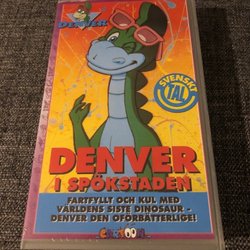 DENVER
SVENSKT
TAL
DENVER
I SPÖKSTADEN
FARTFYLLT OCH KUL MED
VÄRLDENS SISTE DINOSAUR -
DENVER DEN OFÖRBÄTTERLIGE!